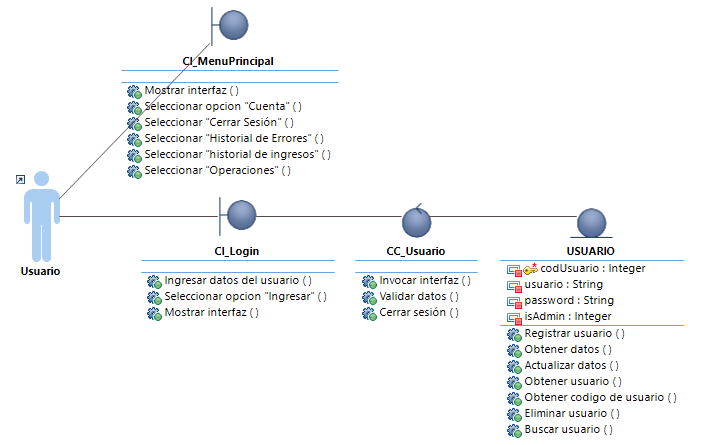 CI_MenuPrincipal
Mostrar interfaz ( )
Seleccionar opcion "Cuenta" ( )
Seleccionar "Cerrar Sesión" ( )
Seleccionar "Historial de Errores" ( )
Seleccionar "historial de ingresos" ( )
Seleccionar "Operaciones" ( )
Usuario
CI_Login
Ingresar datos del usuario ( )
Seleccionar opcion "Ingresar" ( )
Mostrar interfaz ( )
CC_Usuario
Invocar interfaz ( )
Validar datos ( )
Cerrar sesión ( )
USUARIO
codUsuario : Integer
usuario : String
password : String
isAdmin : Integer
Registrar usuario ( )
Obtener datos ( )
Actualizar datos ( )
Obtener usuario ( )
Obtener codigo de usuario ( )
Eliminar usuario ( )
Buscar usuario ( )